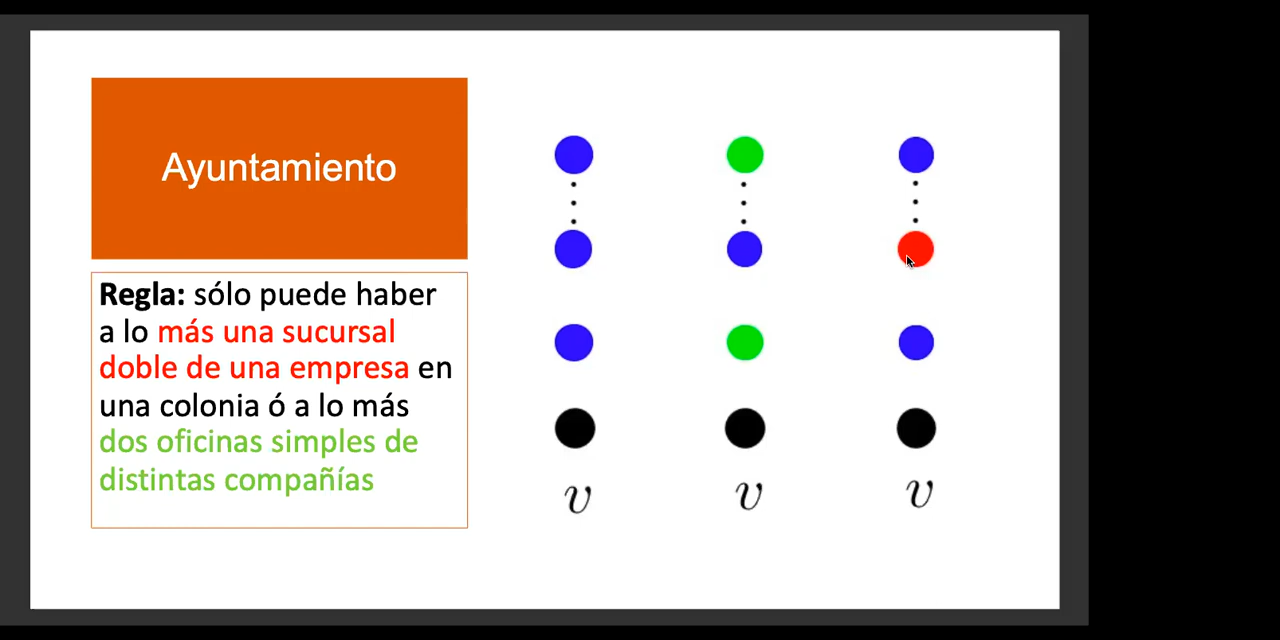 Ayuntamiento
Regla: sólo puede haber
a lo más una sucursal
doble de una empresa en
una colonia ó a lo más
dos oficinas simples de
distintas compañías
v v v